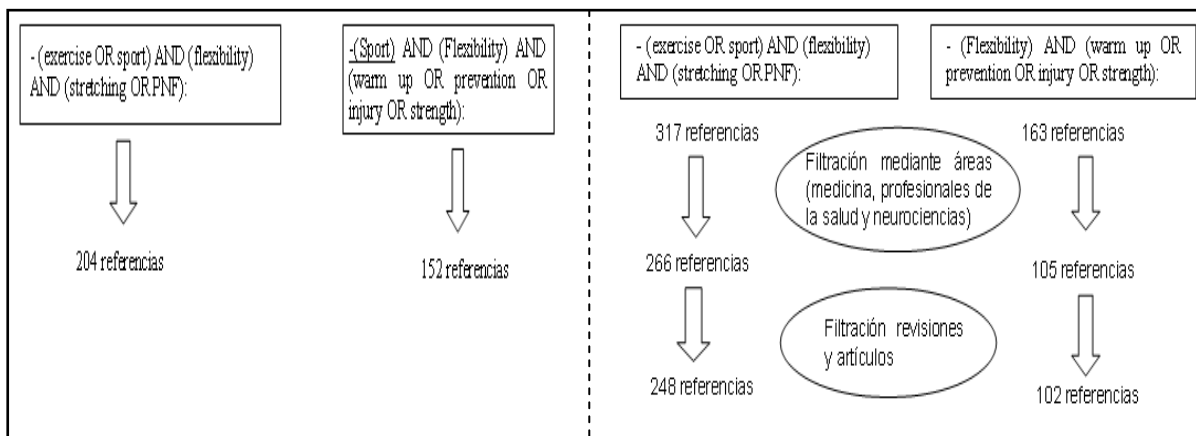 - (exercise OR sport) AND (flexibility)
AND (stretching OR PNF):
204 referencias
-(Sport) AND (Flexibility) AND
(warm up OR prevention OR
injury OR strength):
152 referencias
- (exercise OR sport) AND (flexibility)
AND (stretching OR PNF):
317 referencias
266 referencias
248 referencias
Filtración mediante áreas
(medicina, profesionales de
la salud y neurociencias)
Filtración revisiones
y artículos
- (Flexibility) AND (warm up OR
prevention OR injury OR strength):
163 referencias
105 referencias
102 referencias